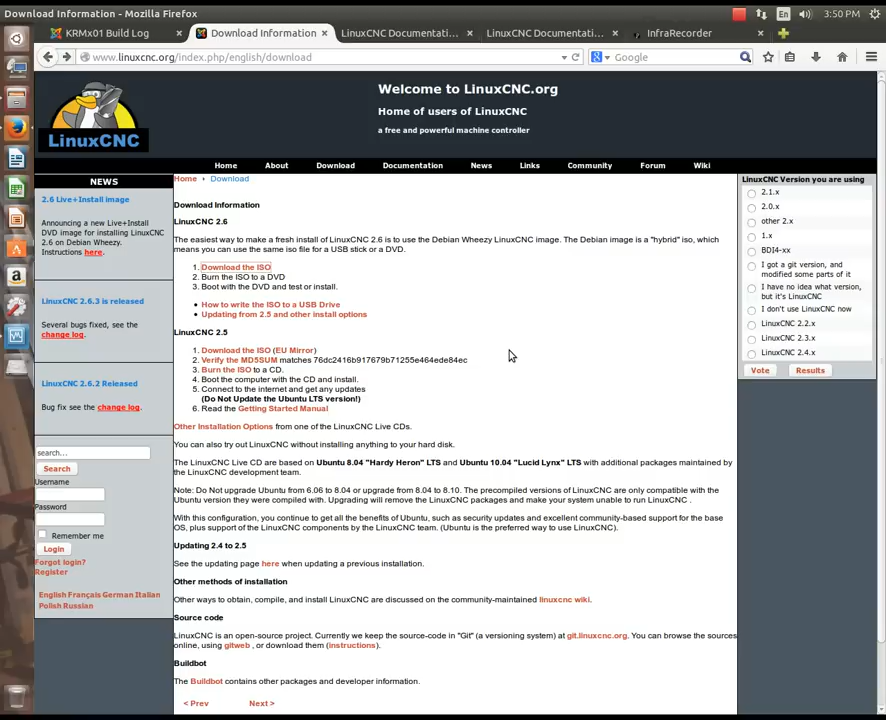 Download Information - Mozilla Firefox
En
3:50 PM
KRMx01 Build Log
Download Information
LinuxCNC Documentati...
LinuxCNC Documentati...
InfraRecorder
www.linuxcnc.org/index.php/english/download
Google
LinuxCNC
Welcome to LinuxCNC.org
Home of users of LinuxCNC
a free and powerful machine controller
Home About Download Documentation News Links Community Forum Wiki
NEWS
2.6 Live+Install image
Announcing a new Live+Install
DVD image for installing LinuxCNC
2.6 on Debian Wheezy.
Instructions here.
LinuxCNC 2.6.3 is released
Several bugs fixed, see the
change log.
LinuxCNC 2.6.2 Released
Bug fix see the change log.
search...
Search
Username
Password
Remember me
Login
Forgot login?
Register
English Français German Italian
Polish Russian
Home Download
Download Information
LinuxCNC 2.6
The easiest way to make a fresh install of LinuxCNC 2.6 is to use the Debian Wheezy LinuxCNC image. The Debian image is a "hybrid" iso, which
means you can use the same iso file for a USB stick or a DVD.
1. Download the ISO
2. Burn the ISO to a DVD
3. Boot with the DVD and test or install.
• How to write the ISO to a USB Drive
• Updating from 2.5 and other install options
LinuxCNC 2.5
1. Download the ISO (EU Mirror)
2. Verify the MD5SUM matches 76dc2416b917679b71255e464ede84ec
3. Burn the ISO to a CD.
4. Boot the computer with the CD and install.
5. Connect to the internet and get any updates
(Do Not Update the Ubuntu LTS version!)
6. Read the Getting Started Manual
Other Installation Options from one of the LinuxCNC Live CDs.
You can also try out LinuxCNC without installing anything to your hard disk.
The LinuxCNC Live CD are based on Ubuntu 8.04 "Hardy Heron" LTS and Ubuntu 10.04 "Lucid Lynx" LTS with additional packages maintained by
the LinuxCNC development team.
Note: Do Not upgrade Ubuntu from 6.06 to 8.04 or upgrade from 8.04 to 8.10. The precompiled versions of LinuxCNC are only compatible with the
Ubuntu version they were compiled with. Upgrading will remove the LinuxCNC packages and make your system unable to run LinuxCNC .
With this configuration, you continue to get all the benefits of Ubuntu, such as security updates and excellent community-based support for the base
OS, plus support of the LinuxCNC components by the LinuxCNC team. (Ubuntu is the preferred way to use LinuxCNC).
Updating 2.4 to 2.5
See the updating page here when updating a previous installation.
Other methods of installation
Other ways to obtain, compile, and install LinuxCNC are discussed on the community-maintained linuxcnc wiki.
Source code
LinuxCNC is an open-source project. Currently we keep the source-code in "Git" (a versioning system) at git.linuxcnc.org. You can browse the sources
online, using gitweb , or download them (instructions).
Buildbot
The Buildbot contains other packages and developer information.
< Prev Next >
LinuxCNC Version you are using
2.1.x
2.0.x
other 2.x
1.x
BDI4-xx
I got a git version, and
modified some parts of it
I have no idea what version,
but it's LinuxCNC
I don't use LinuxCNC now
LinuxCNC 2.2.x
LinuxCNC 2.3.x
LinuxCNC 2.4.x
Vote Results